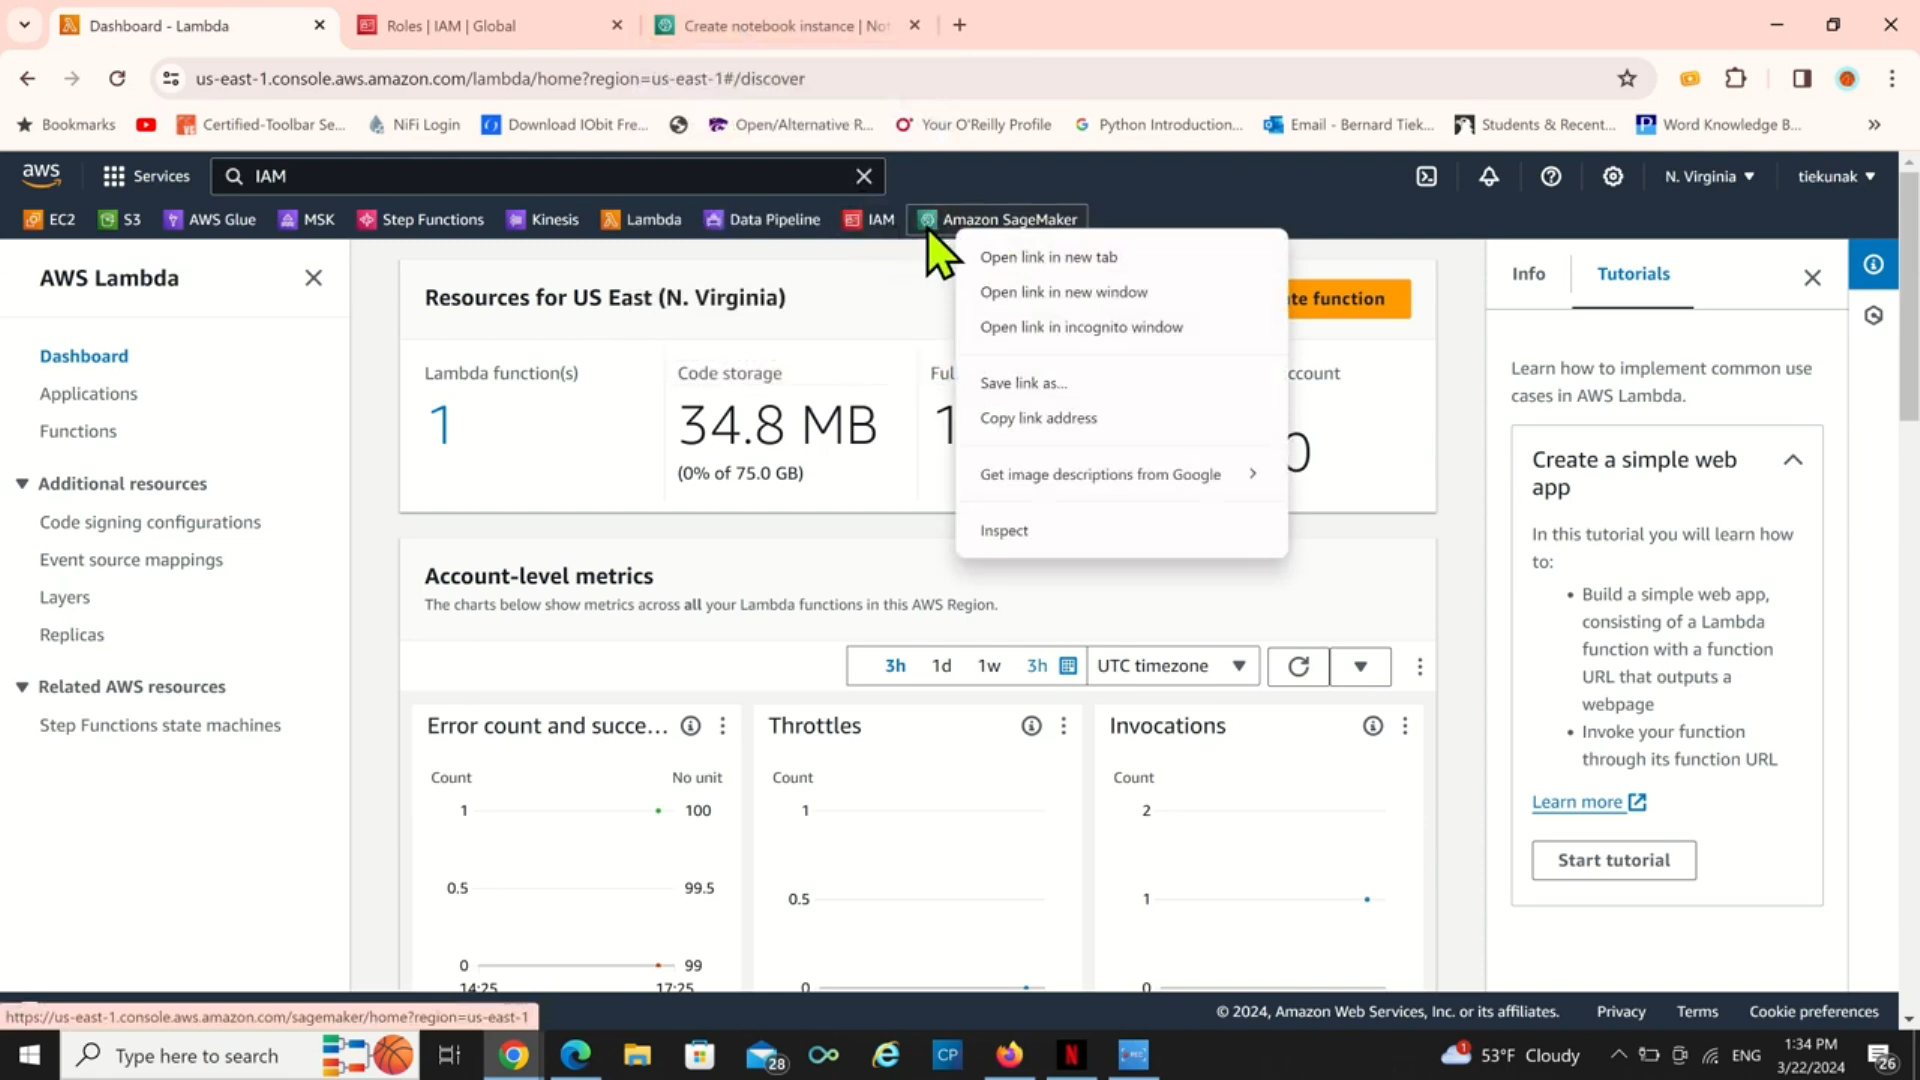 Dashboard - Lambda
Roles | IAM | Global
Create notebook instance | Not
us-east-1.console.aws.amazon.com/lambda/home?region=us-east-1#/discover
Bookmarks
Certified-Toolbar Se...
NiFi Login
Download IObit Fre...
Open/Alternative R...
Your O'Reilly Profile
Python Introduction...
Email - Bernard Tiek...
Students & Recent...
Word Knowledge B...
aws
Services
IAM
N. Virginia
tiekunak
EC2
S3
AWS Glue
MSK
Step Functions
Kinesis
Lambda
Data Pipeline
IAM
Amazon SageMaker
AWS Lambda
Dashboard
Applications
Functions
Additional resources
Code signing configurations
Event source mappings
Layers
Replicas
Related AWS resources
Step Functions state machines
Resources for US East (N. Virginia)
te function
Lambda function(s)
1
Code storage
34.8 MB
(0% of 75.0 GB)
Ful
1
ccount
0
Open link in new tab
Open link in new window
Open link in incognito window
Save link as...
Copy link address
Get image descriptions from Google
Inspect
Account-level metrics
The charts below show metrics across all your Lambda functions in this AWS Region.
3h
1d
1w
3h
UTC timezone
Error count and succe...
Count
No unit
1
100
0.5
99.5
0
99
14:25
17:25
Throttles
Count
1
0.5
0
Invocations
Count
2
1
0
Info
Tutorials
Learn how to implement common use
cases in AWS Lambda.
Create a simple web
app
In this tutorial you will learn how
to:
• Build a simple web app,
consisting of a Lambda
function with a function
URL that outputs a
webpage
• Invoke your function
through its function URL
Learn more
Start tutorial
https://us-east-1.console.aws.amazon.com/sagemaker/home?region=us-east-1
© 2024, Amazon Web Services, Inc. or its affiliates.
Privacy
Terms
Cookie preferences
Type here to search
28
CP
N
REC
1
53°F Cloudy
ENG
1:34 PM
3/22/2024
26